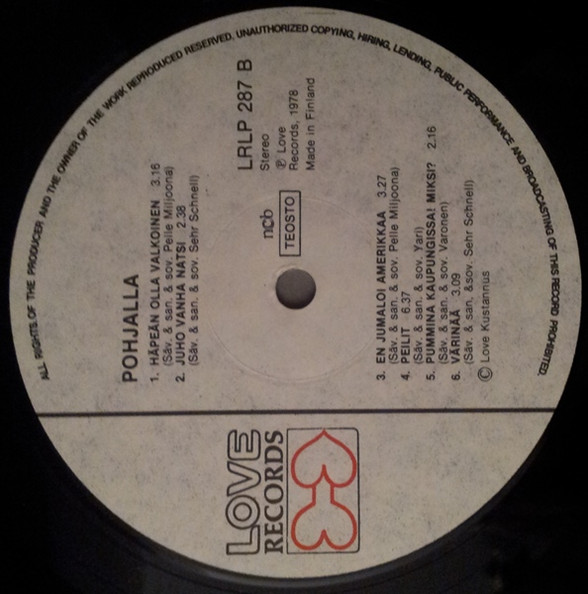 ALL RIGHTS OF THE PRODUCER AND THE OWNER OF THE WORK REPRODUCED RESERVED. UNAUTHORIZED COPYING, HIRING, LENDING, PUBLIC PERFORMANCE AND BROADCASTING OF THIS RECORD PROHIBITED.
LOVE
RECORDS
POHJALLA
1. HÄPEÄN OLLA VALKOINEN 3.16
(Säv. & san. & sov. Pelle Miljoona)
2. JUHO VANHA NATSI 2.38
(Säv. & san. & sov. Sehr Schnell)
LRLP 287 B
Stereo
℗ Love
Records, 1978
Made in Finland
ncb
TEOSTO
3. EN JUMALOI AMERIKKAA 3.27
(Säv. & san. & sov. Pelle Miljoona)
4. PEILIT 6.37
(Säv. & san. & sov. Yari)
5. PUMMINA KAUPUNGISSA! MIKSI? 2.16
(Säv. & san. & sov. Varonen)
6. VÄRINÄÄ 3.09
(Säv. & san. &sov. Sehr Schnell)
© Love Kustannus